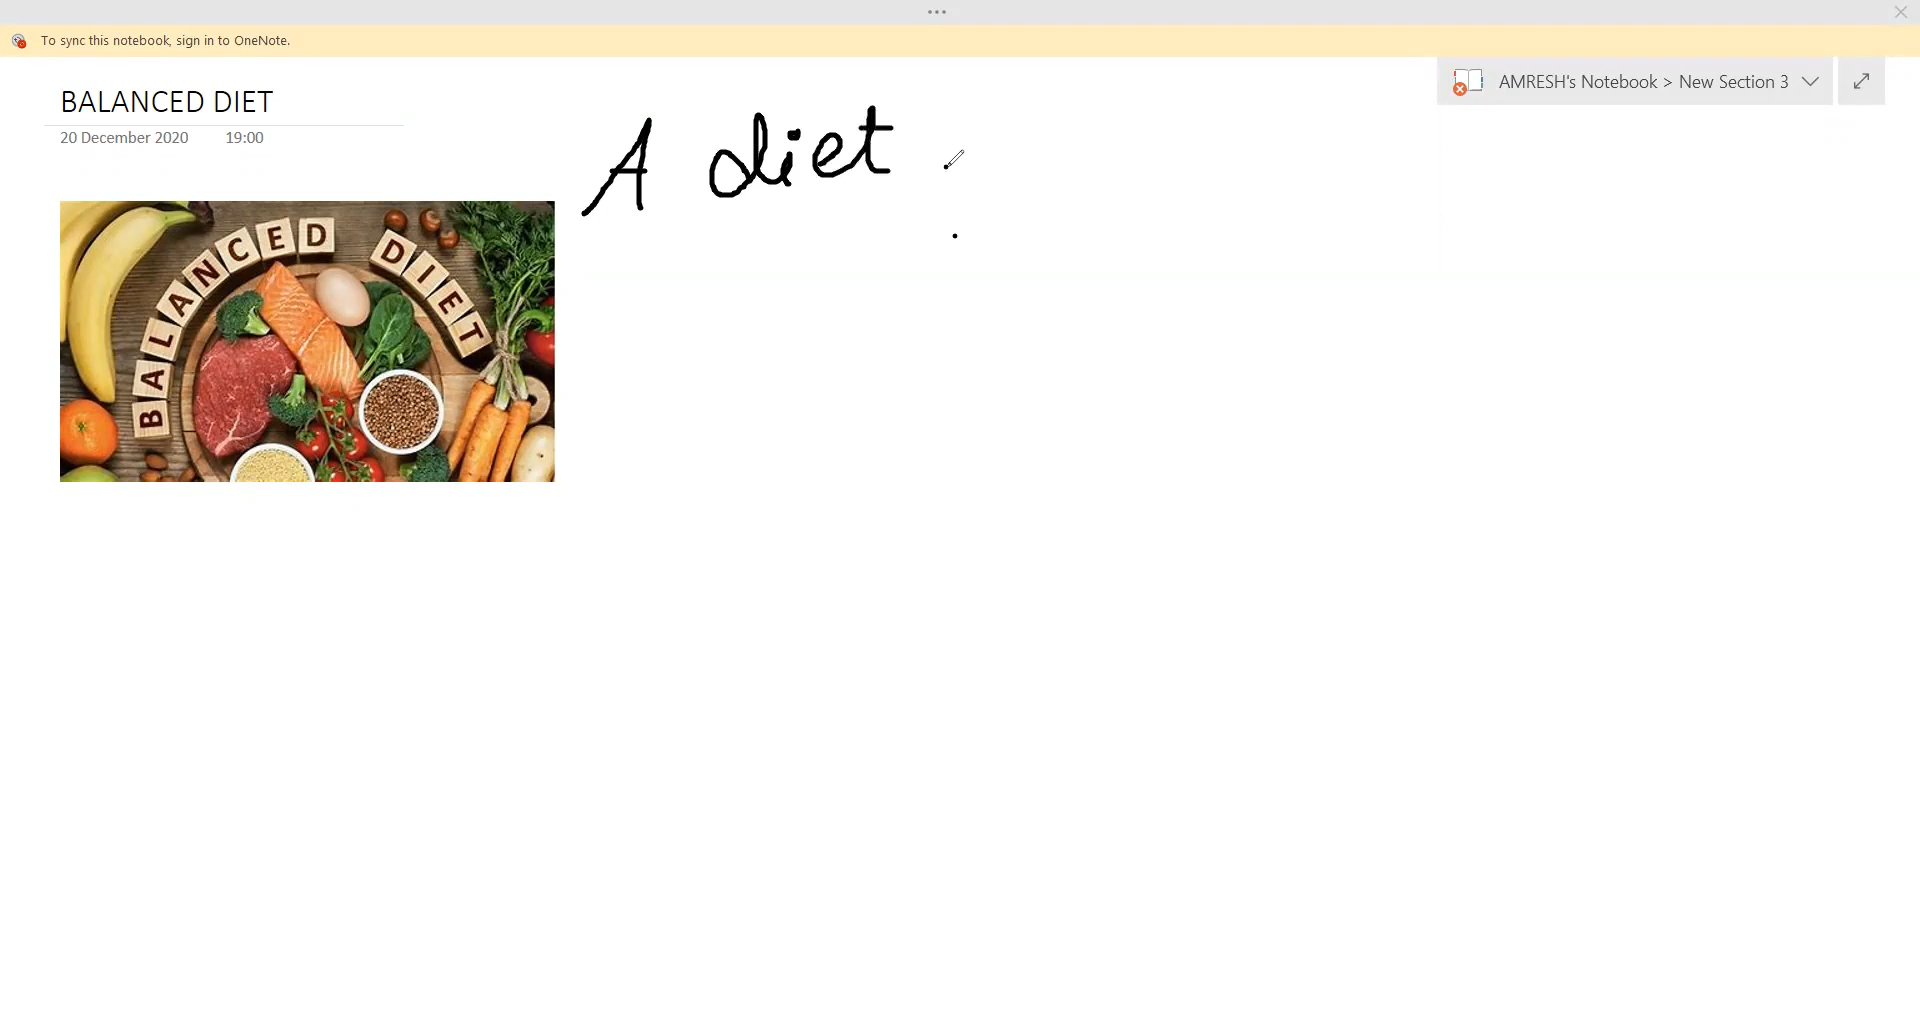 To sync this notebook, sign in to OneNote.
AMRESH's Notebook > New Section 3
BALANCED DIET
20 December 2020 19:00
A diet
BALANCED DIET